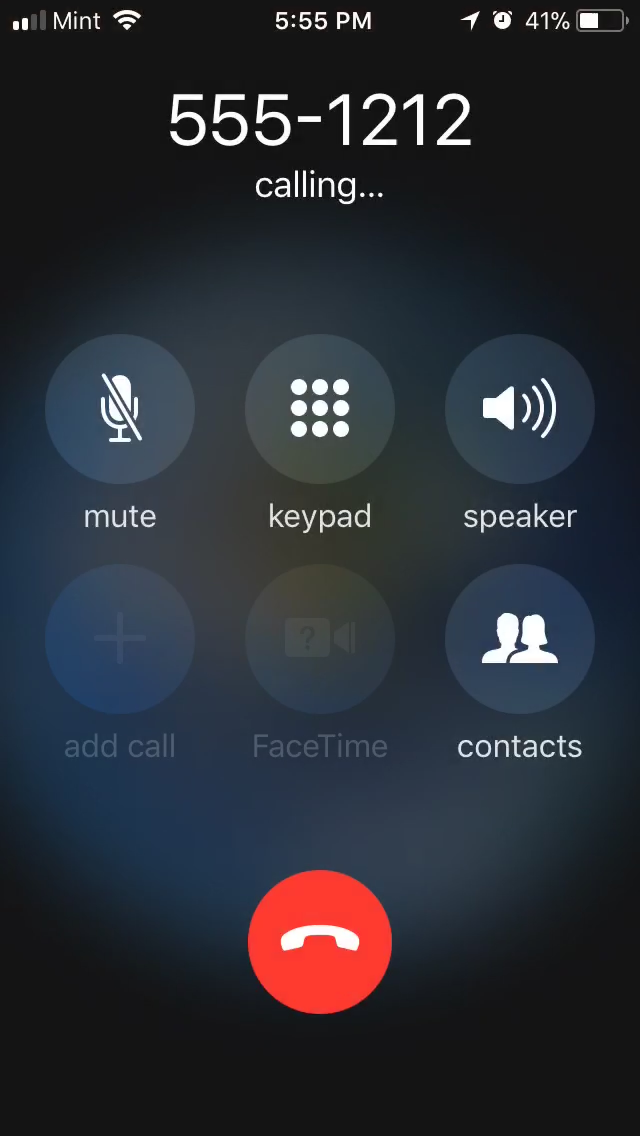 Mint 5:55 PM 41%
555-1212
calling...
mute keypad speaker
?
add call FaceTime contacts